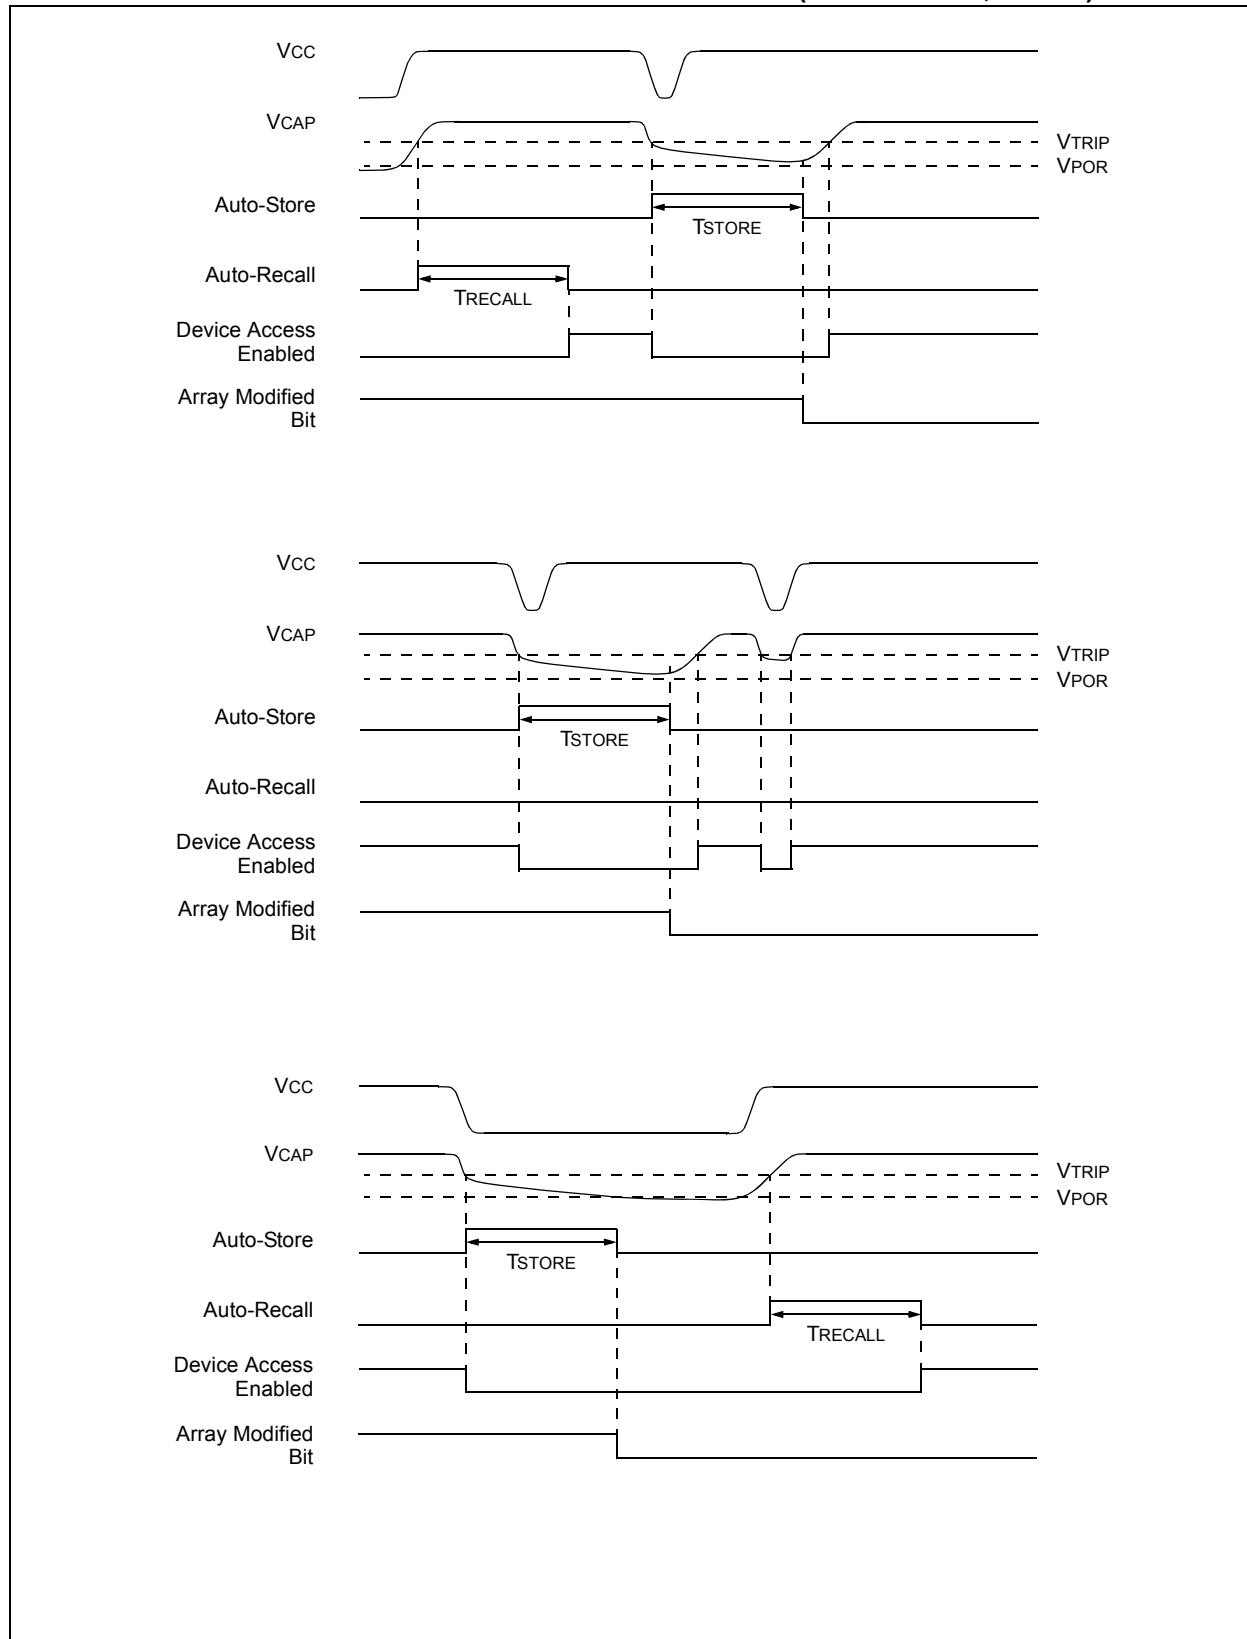 VCC
VCAP
VTRIP
VPOR
Auto-Store
TSTORE
Auto-Recall
TRECALL
Device Access
Enabled
Array Modified
Bit
VCC
VCAP
VTRIP
VPOR
Auto-Store
TSTORE
Auto-Recall
Device Access
Enabled
Array Modified
Bit
VCC
VCAP
VTRIP
VPOR
Auto-Store
TSTORE
Auto-Recall
TRECALL
Device Access
Enabled
Array Modified
Bit